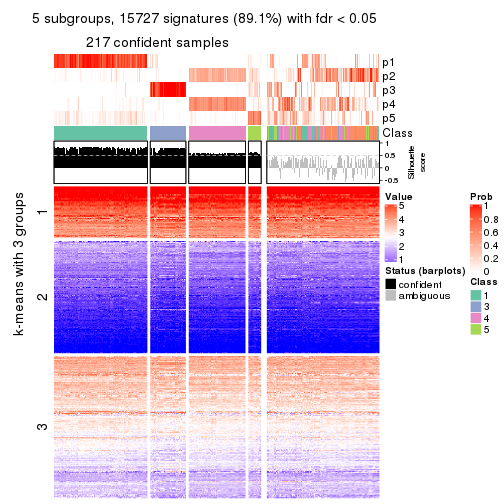 5 subgroups, 15727 signatures (89.1%) with fdr < 0.05
217 confident samples
p1
p2
p3
p4
p5
Class
1
0.5
0
-0.5
Silhouette
score
k-means with 3 groups
1
2
3
Value
5
4
3
2
1
Status (barplots)
confident
ambiguous
Prob
1
0.8
0.6
0.4
0.2
0
Class
1
3
4
5